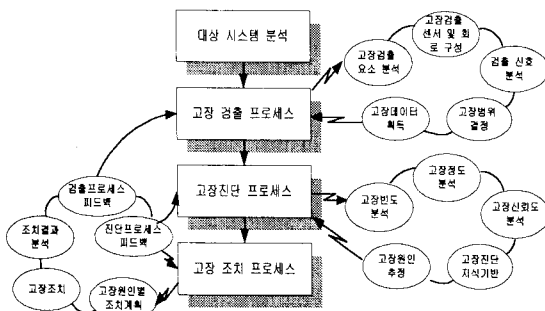 대상 시스템 분석
고장 검출 프로세스
고장진단 프로세스
고장 조치 프로세스
고장검출
요소 분석
고장검출
센서 및 회
로 구성
검출 신호
분석
고장범위
결정
고장데이터
획득
고장빈도
분석
고장정도
분석
고장신뢰도
분석
고장진단
지식기반
고장원인
추정
검출프로세스
피드백
진단프로세스
피드백
조치결과
분석
고장조치
고장원인별
조치계획